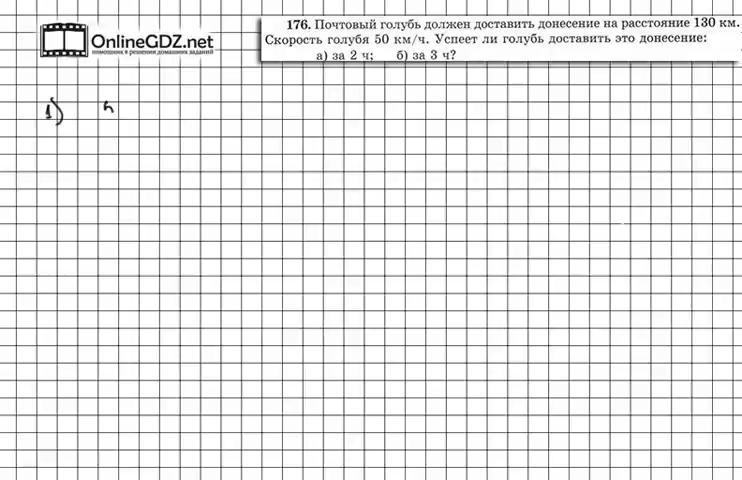 OnlineGDZ.net
помощник в решении домашних заданий
176. Почтовый голубь должен доставить донесение на расстояние 130 км.
Скорость голубя 50 км/ч. Успеет ли голубь доставить это донесение:
а) за 2 ч; б) за 3 ч?
1)